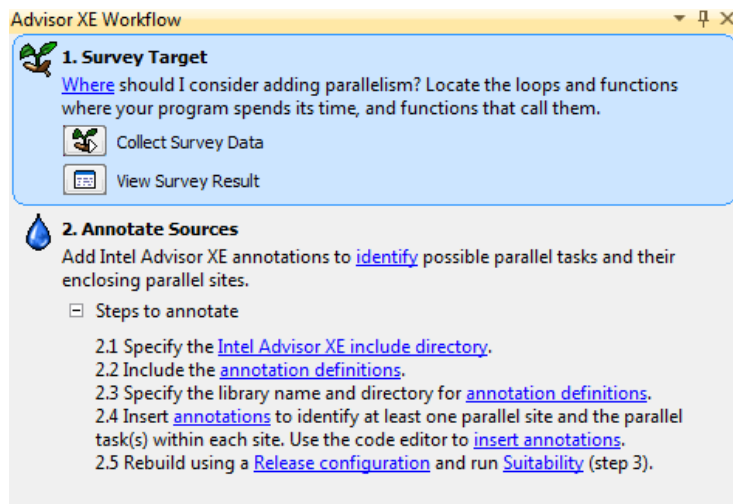 Advisor XE Workflow
1. Survey Target
Where should I consider adding parallelism? Locate the loops and functions
where your program spends its time, and functions that call them.
Collect Survey Data
View Survey Result
2. Annotate Sources
Add Intel Advisor XE annotations to identify possible parallel tasks and their
enclosing parallel sites.
Steps to annotate
2.1 Specify the Intel Advisor XE include directory.
2.2 Include the annotation definitions.
2.3 Specify the library name and directory for annotation definitions.
2.4 Insert annotations to identify at least one parallel site and the parallel
task(s) within each site. Use the code editor to insert annotations.
2.5 Rebuild using a Release configuration and run Suitability (step 3).